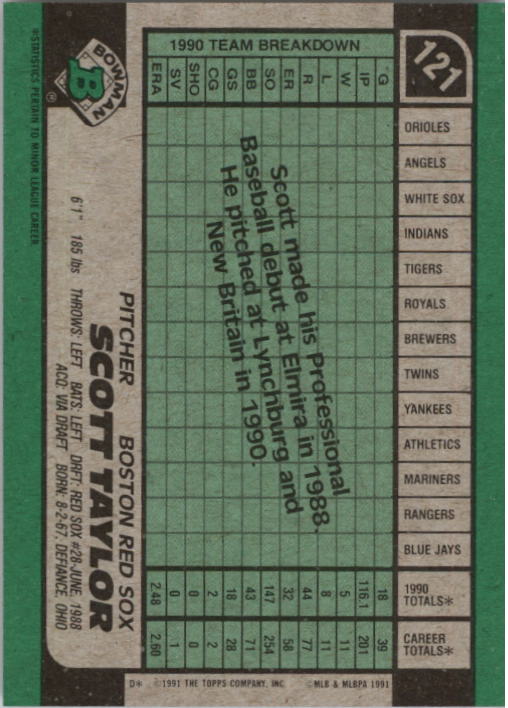 121
BOWMAN
B
®
PITCHER BOSTON RED SOX
SCOTT TAYLOR
6'1" 185 lbs THROWS: LEFT BATS: LEFT DRFT: RED SOX #28-JUNE, 1988
ACQ: VIA DRAFT BORN: 8-2-67, DEFIANCE, OHIO
*STATISTICS PERTAIN TO MINOR LEAGUE CAREER.
1990 TEAM BREAKDOWN
G IP W L R ER SO BB GS CG SHO SV ERA
ORIOLES
ANGELS
WHITE SOX
INDIANS
TIGERS
ROYALS
BREWERS
TWINS
YANKEES
ATHLETICS
MARINERS
RANGERS
BLUE JAYS
1990 TOTALS* 18 116.1 5 8 44 32 147 43 18 2 0 0 2.48
CAREER TOTALS* 39 201 11 11 77 58 254 71 28 2 0 1 2.60
Scott made his Professional
Baseball debut at Elmira in 1988.
He pitched at Lynchburg and
New Britain in 1990.
D* ©1991 THE TOPPS COMPANY, INC MLB & MLBPA 1991